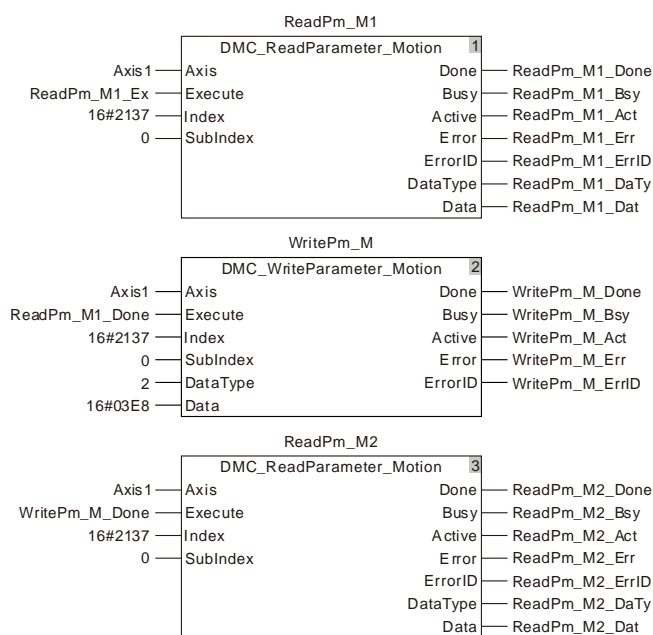 ReadPm_M1
DMC_ReadParameter_Motion 1
Axis1 Axis Done ReadPm_M1_Done
ReadPm_M1_Ex Execute Busy ReadPm_M1_Bsy
16#2137 Index Active ReadPm_M1_Act
0 SubIndex Error ReadPm_M1_Err
ErrorID ReadPm_M1_ErrID
DataType ReadPm_M1_DaTy
Data ReadPm_M1_Dat
WritePm_M
DMC_WriteParameter_Motion 2
Axis1 Axis Done WritePm_M_Done
ReadPm_M1_Done Execute Busy WritePm_M_Bsy
16#2137 Index Active WritePm_M_Act
0 SubIndex Error WritePm_M_Err
2 DataType ErrorID WritePm_M_ErrID
16#03E8 Data
ReadPm_M2
DMC_ReadParameter_Motion 3
Axis1 Axis Done ReadPm_M2_Done
WritePm_M_Done Execute Busy ReadPm_M2_Bsy
16#2137 Index Active ReadPm_M2_Act
0 SubIndex Error ReadPm_M2_Err
ErrorID ReadPm_M2_ErrID
DataType ReadPm_M2_DaTy
Data ReadPm_M2_Dat